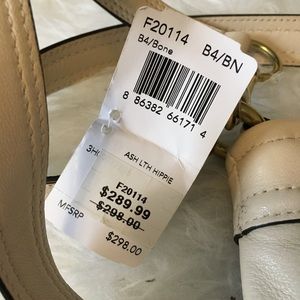 F20114 B4/BN
B4/Bone
8 86382 66171 4
ASH LTH HIPPIE
F20114
$289.99
$298.00
MFSRP $298.00